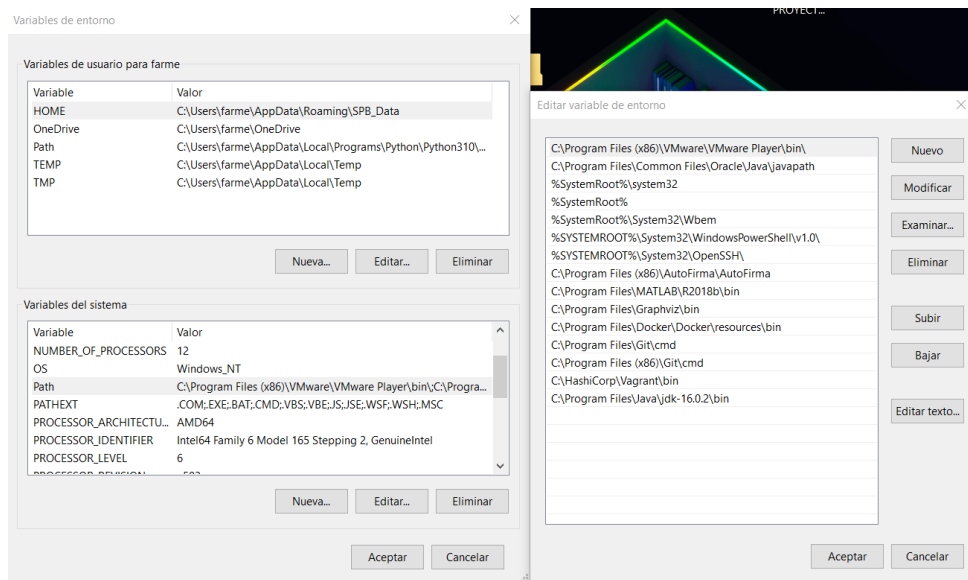 Variables de entorno
Variables de usuario para farme
Variable Valor
HOME C:\Users\farme\AppData\Roaming\SPB_Data
OneDrive C:\Users\farme\OneDrive
Path C:\Users\farme\AppData\Local\Programs\Python\Python310\...
TEMP C:\Users\farme\AppData\Local\Temp
TMP C:\Users\farme\AppData\Local\Temp
Nueva... Editar... Eliminar
Variables del sistema
Variable Valor
NUMBER_OF_PROCESSORS 12
OS Windows_NT
Path C:\Program Files (x86)\VMware\VMware Player\bin\;C:\Progra...
PATHEXT .COM;.EXE;.BAT;.CMD;.VBS;.VBE;.JS;.JSE;.WSF;.WSH;.MSC
PROCESSOR_ARCHITECTU... AMD64
PROCESSOR_IDENTIFIER Intel64 Family 6 Model 165 Stepping 2, GenuineIntel
PROCESSOR_LEVEL 6
Nueva... Editar... Eliminar
Aceptar Cancelar
PROYECT...
Editar variable de entorno
C:\Program Files (x86)\VMware\VMware Player\bin\
C:\Program Files\Common Files\Oracle\Java\javapath
%SystemRoot%\system32
%SystemRoot%
%SystemRoot%\System32\Wbem
%SYSTEMROOT%\System32\WindowsPowerShell\v1.0\
%SYSTEMROOT%\System32\OpenSSH\
C:\Program Files (x86)\AutoFirma\AutoFirma
C:\Program Files\MATLAB\R2018b\bin
C:\Program Files\Graphviz\bin
C:\Program Files\Docker\Docker\resources\bin
C:\Program Files\Git\cmd
C:\Program Files (x86)\Git\cmd
C:\HashiCorp\Vagrant\bin
C:\Program Files\Java\jdk-16.0.2\bin
Nuevo
Modificar
Examinar...
Eliminar
Subir
Bajar
Editar texto...
Aceptar Cancelar